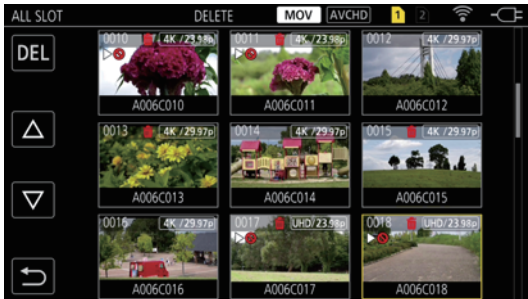 ALL SLOT DELETE MOV AVCHD 1 2
DEL
0010 4K /23.98p
0011 4K /23.98p
0012 4K /29.97p
A006C010
A006C011
A006C012
0013 4K /29.97p
0014 4K /29.97p
0015 4K /29.97p
A006C013
A006C014
A006C015
0016 4K /29.97p
0017 UHD/23.98p
0018 UHD/23.98p
A006C016
A006C017
A006C018